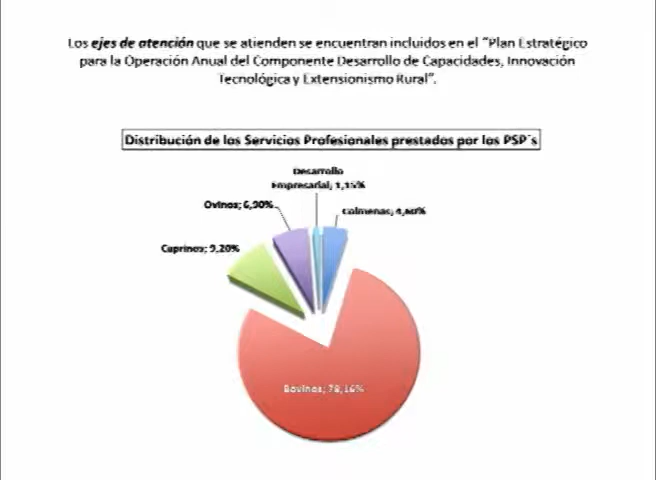 Los ejes de atención que se atienden se encuentran incluidos en el “Plan Estratégico
para la Operación Anual del Componente Desarrollo de Capacidades, Innovación
Tecnológica y Extensionismo Rural”.
Distribución de los Servicios Profesionales prestados por los PSP´s
Desarrollo
Empresarial; 1,15%
Ovinos; 6,90%
Colmenas; 4,60%
Caprinos; 9,20%
Bovinos; 78,16%